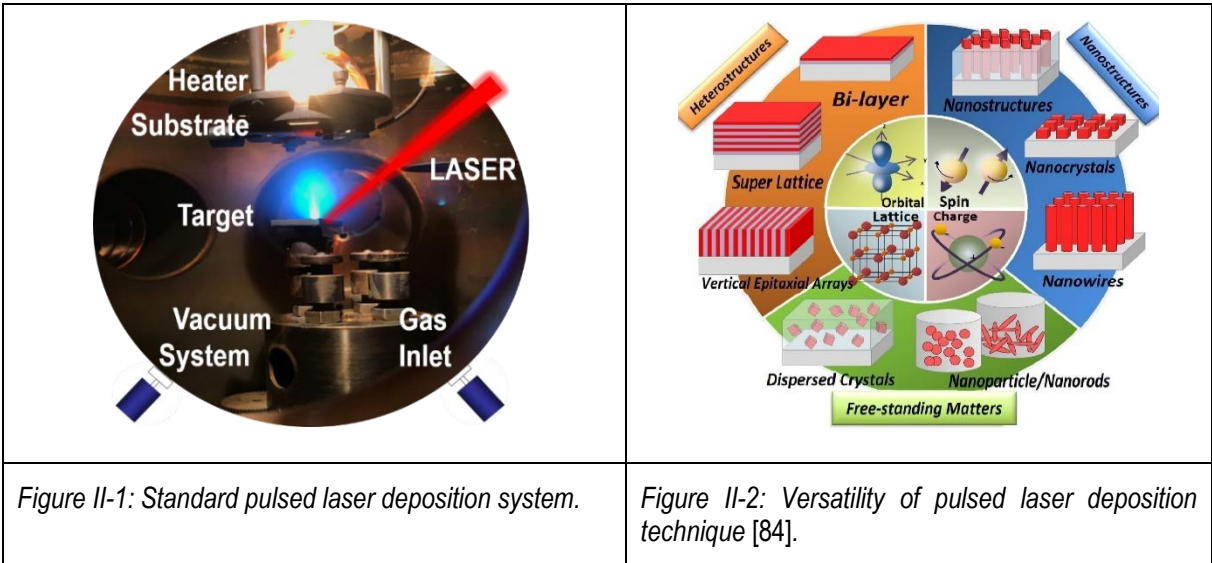 Heater
Substrate
LASER
Target
Vacuum
System
Gas
Inlet
Heterostructures
Nanostructures
Bi-layer
Nanostructures
Super Lattice
Nanocrystals
Orbital
Spin
Lattice
Charge
Vertical Epitaxial Arrays
Nanowires
Dispersed Crystals
Nanoparticle/Nanorods
Free-standing Matters
Figure II-1: Standard pulsed laser deposition system.
Figure II-2: Versatility of pulsed laser deposition
technique [84].